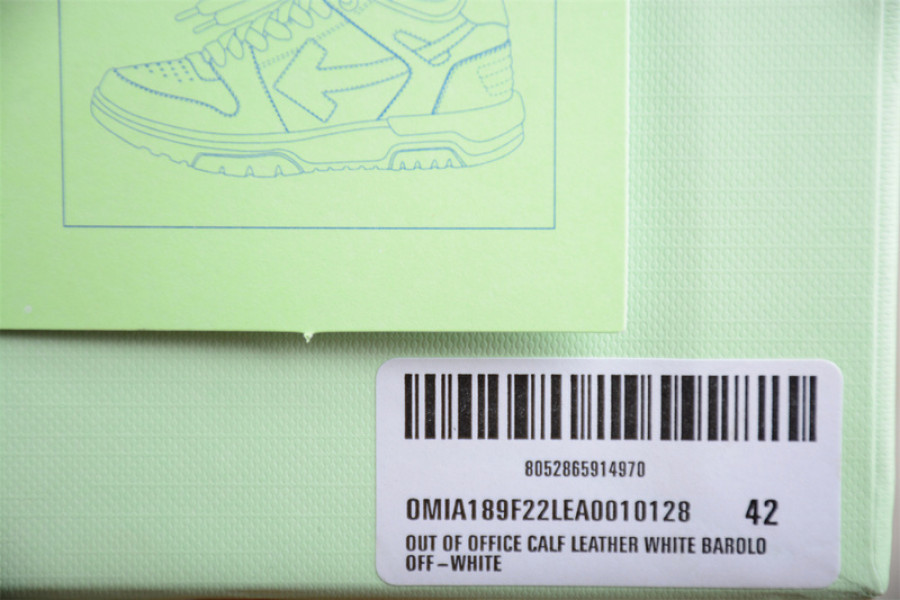 8052865914970
OMIA189F22LEA0010128 42
OUT OF OFFICE CALF LEATHER WHITE BAROLO
OFF-WHITE